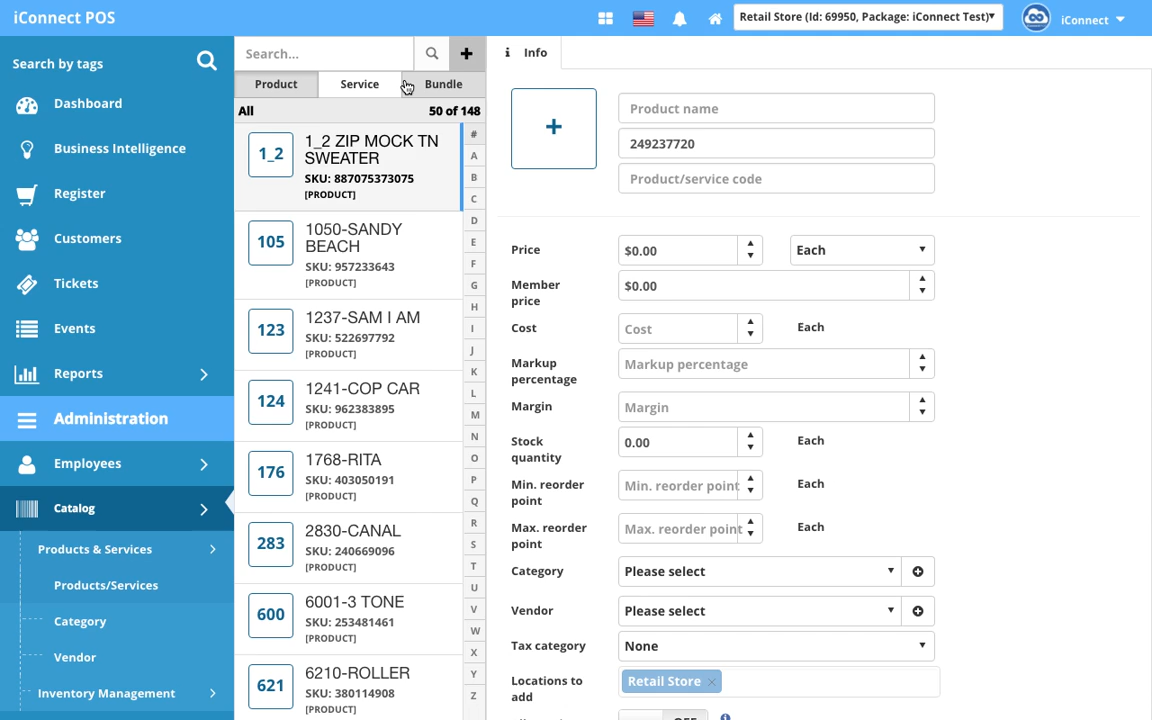 iConnect POS
Retail Store (Id: 69950, Package: iConnect Test)
iConnect
Search by tags
Dashboard
Business Intelligence
Register
Customers
Tickets
Events
Reports
Administration
Employees
Catalog
Products & Services
Products/Services
Category
Vendor
Inventory Management
Search...
Product
Service
Bundle
All
50 of 148
1_2
1_2 ZIP MOCK TN
SWEATER
SKU: 887075373075
[PRODUCT]
105
1050-SANDY
BEACH
SKU: 957233643
[PRODUCT]
123
1237-SAM I AM
SKU: 522697792
[PRODUCT]
124
1241-COP CAR
SKU: 962383895
[PRODUCT]
176
1768-RITA
SKU: 403050191
[PRODUCT]
283
2830-CANAL
SKU: 240669096
[PRODUCT]
600
6001-3 TONE
SKU: 253481461
[PRODUCT]
621
6210-ROLLER
SKU: 380114908
[PRODUCT]
#
A
B
C
D
E
F
G
H
I
J
K
L
M
N
O
P
Q
R
S
T
U
V
W
X
Y
Z
Info
Product name
249237720
Product/service code
Price
$0.00
Each
Member
price
$0.00
Cost
Cost
Each
Markup
percentage
Markup percentage
Margin
Margin
Stock
quantity
0.00
Each
Min. reorder
point
Min. reorder point
Each
Max. reorder
point
Max. reorder point
Each
Category
Please select
Vendor
Please select
Tax category
None
Locations to
add
Retail Store